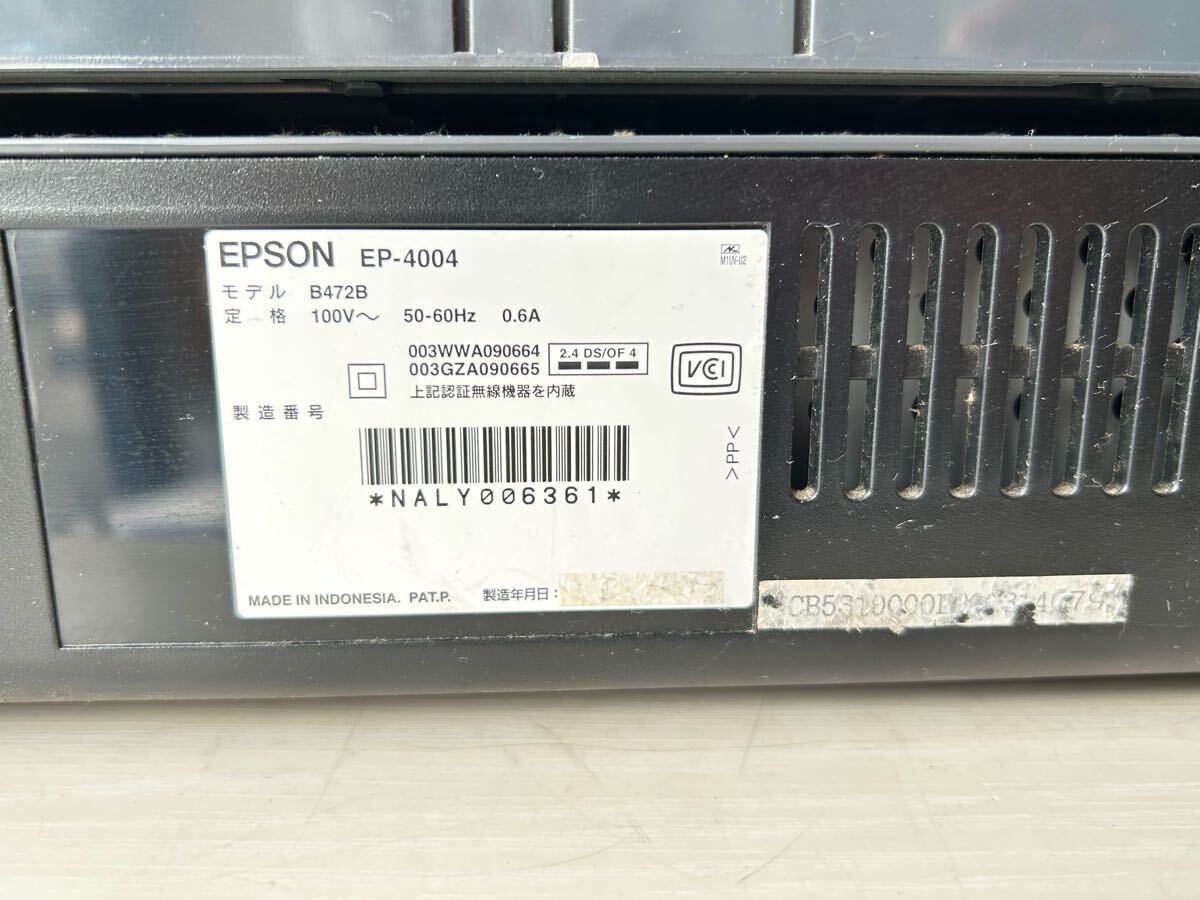 EPSON EP-4004
M1UV-U2
モデル B472B
定格 100V～ 50-60Hz 0.6A
003WWA090664
003GZA090665
2.4 DS/OF 4
上記認証無線機器を内蔵
VCI
製造番号
*NALY006361*
>PP<
MADE IN INDONESIA. PAT.P. 製造年月日: